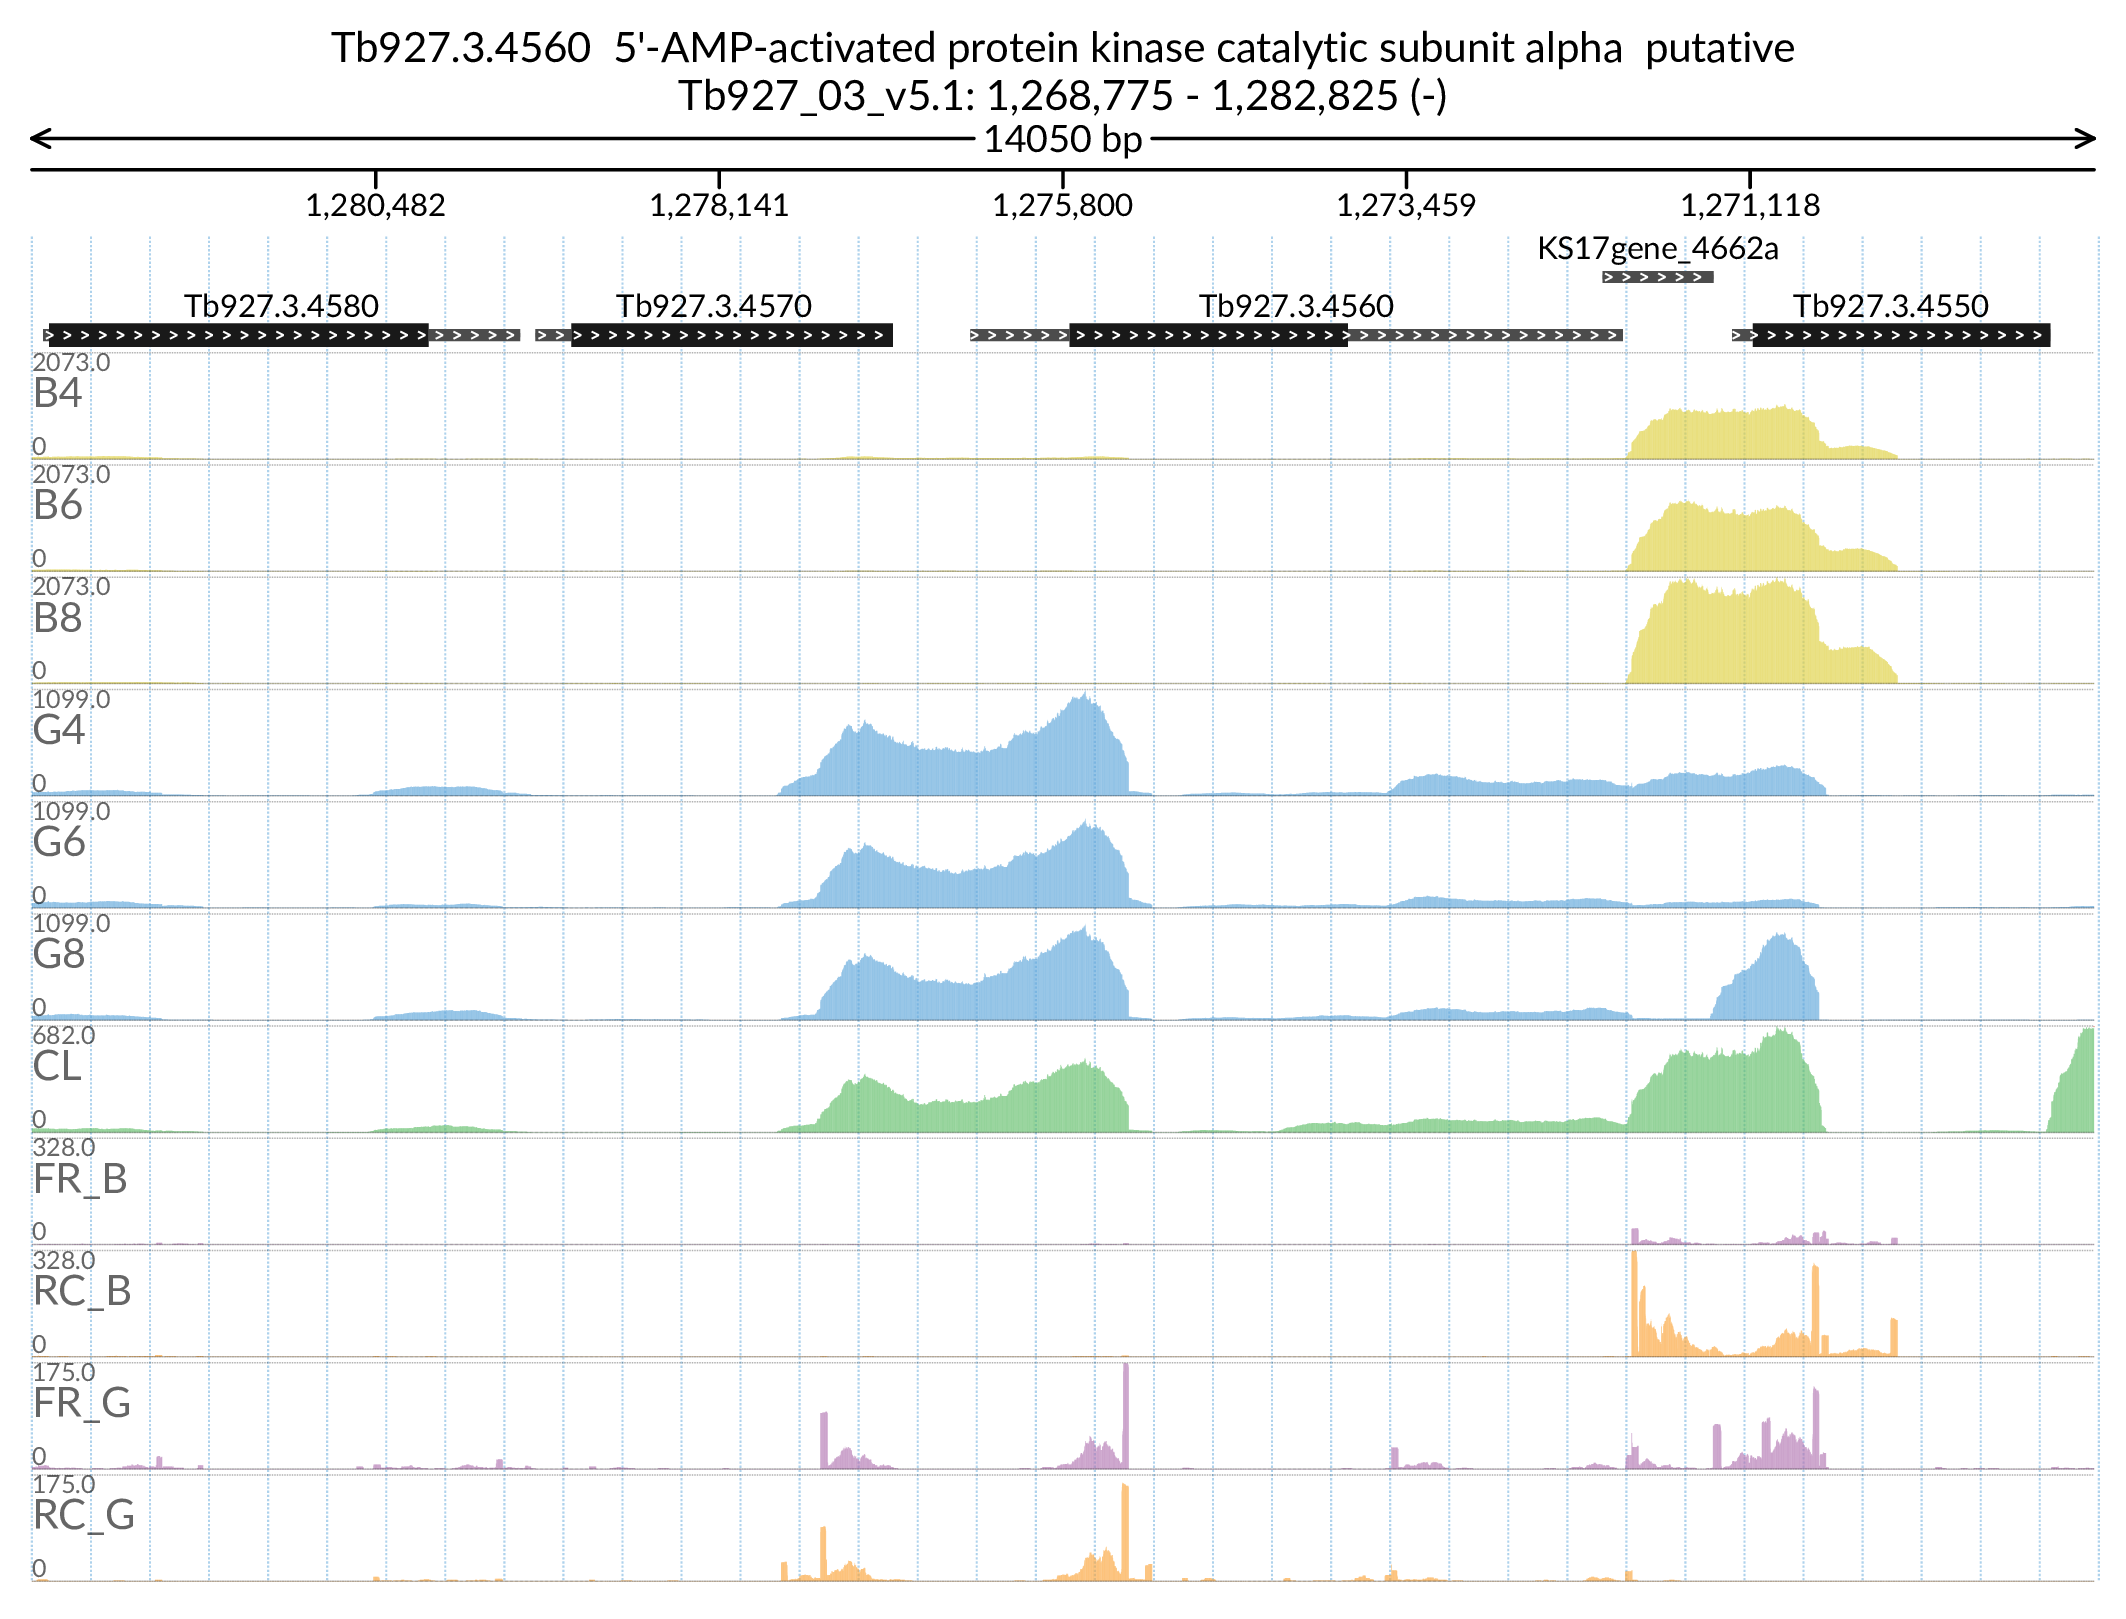 Tb927.3.4560  5'-AMP-activated protein kinase catalytic subunit alpha  putative
Tb927_03_v5.1: 1,268,775 - 1,282,825 (-)
14050 bp
1,280,482 1,278,141 1,275,800 1,273,459 1,271,118
KS17gene_4662a
Tb927.3.4580 Tb927.3.4570 Tb927.3.4560 Tb927.3.4550
2073.0
B4
0
2073.0
B6
0
2073.0
B8
0
1099.0
G4
0
1099.0
G6
0
1099.0
G8
0
682.0
CL
0
328.0
FR_B
0
328.0
RC_B
0
175.0
FR_G
0
175.0
RC_G
0